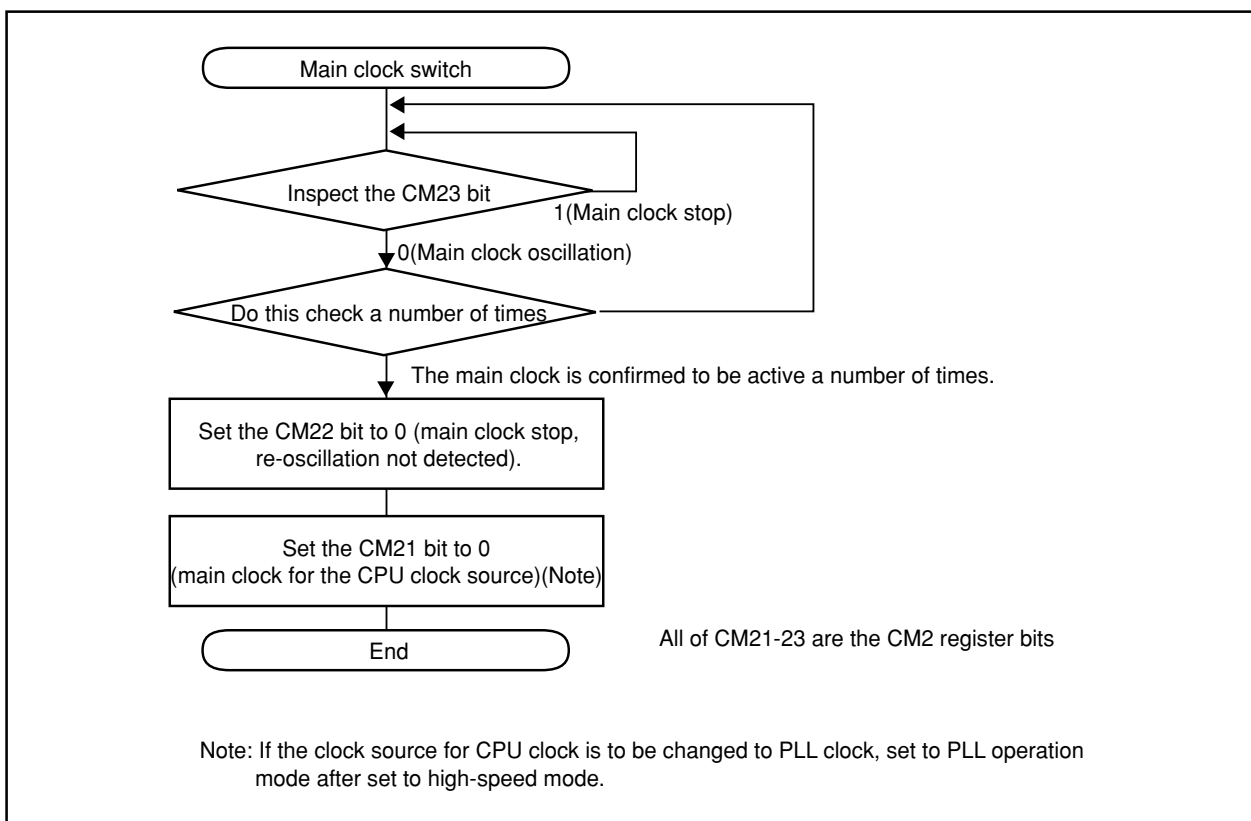 Main clock switch
Inspect the CM23 bit
1(Main clock stop)
0(Main clock oscillation)
Do this check a number of times
The main clock is confirmed to be active a number of times.
Set the CM22 bit to 0 (main clock stop,
re-oscillation not detected).
Set the CM21 bit to 0
(main clock for the CPU clock source)(Note)
End
All of CM21-23 are the CM2 register bits
Note: If the clock source for CPU clock is to be changed to PLL clock, set to PLL operation
mode after set to high-speed mode.